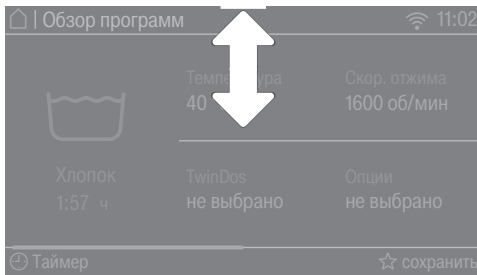 | Обзор программ 11:02
Температура Скор. отжима
40 1600 об/мин
Хлопок TwinDos Опции
1:57 ч не выбрано не выбрано
Таймер сохранить